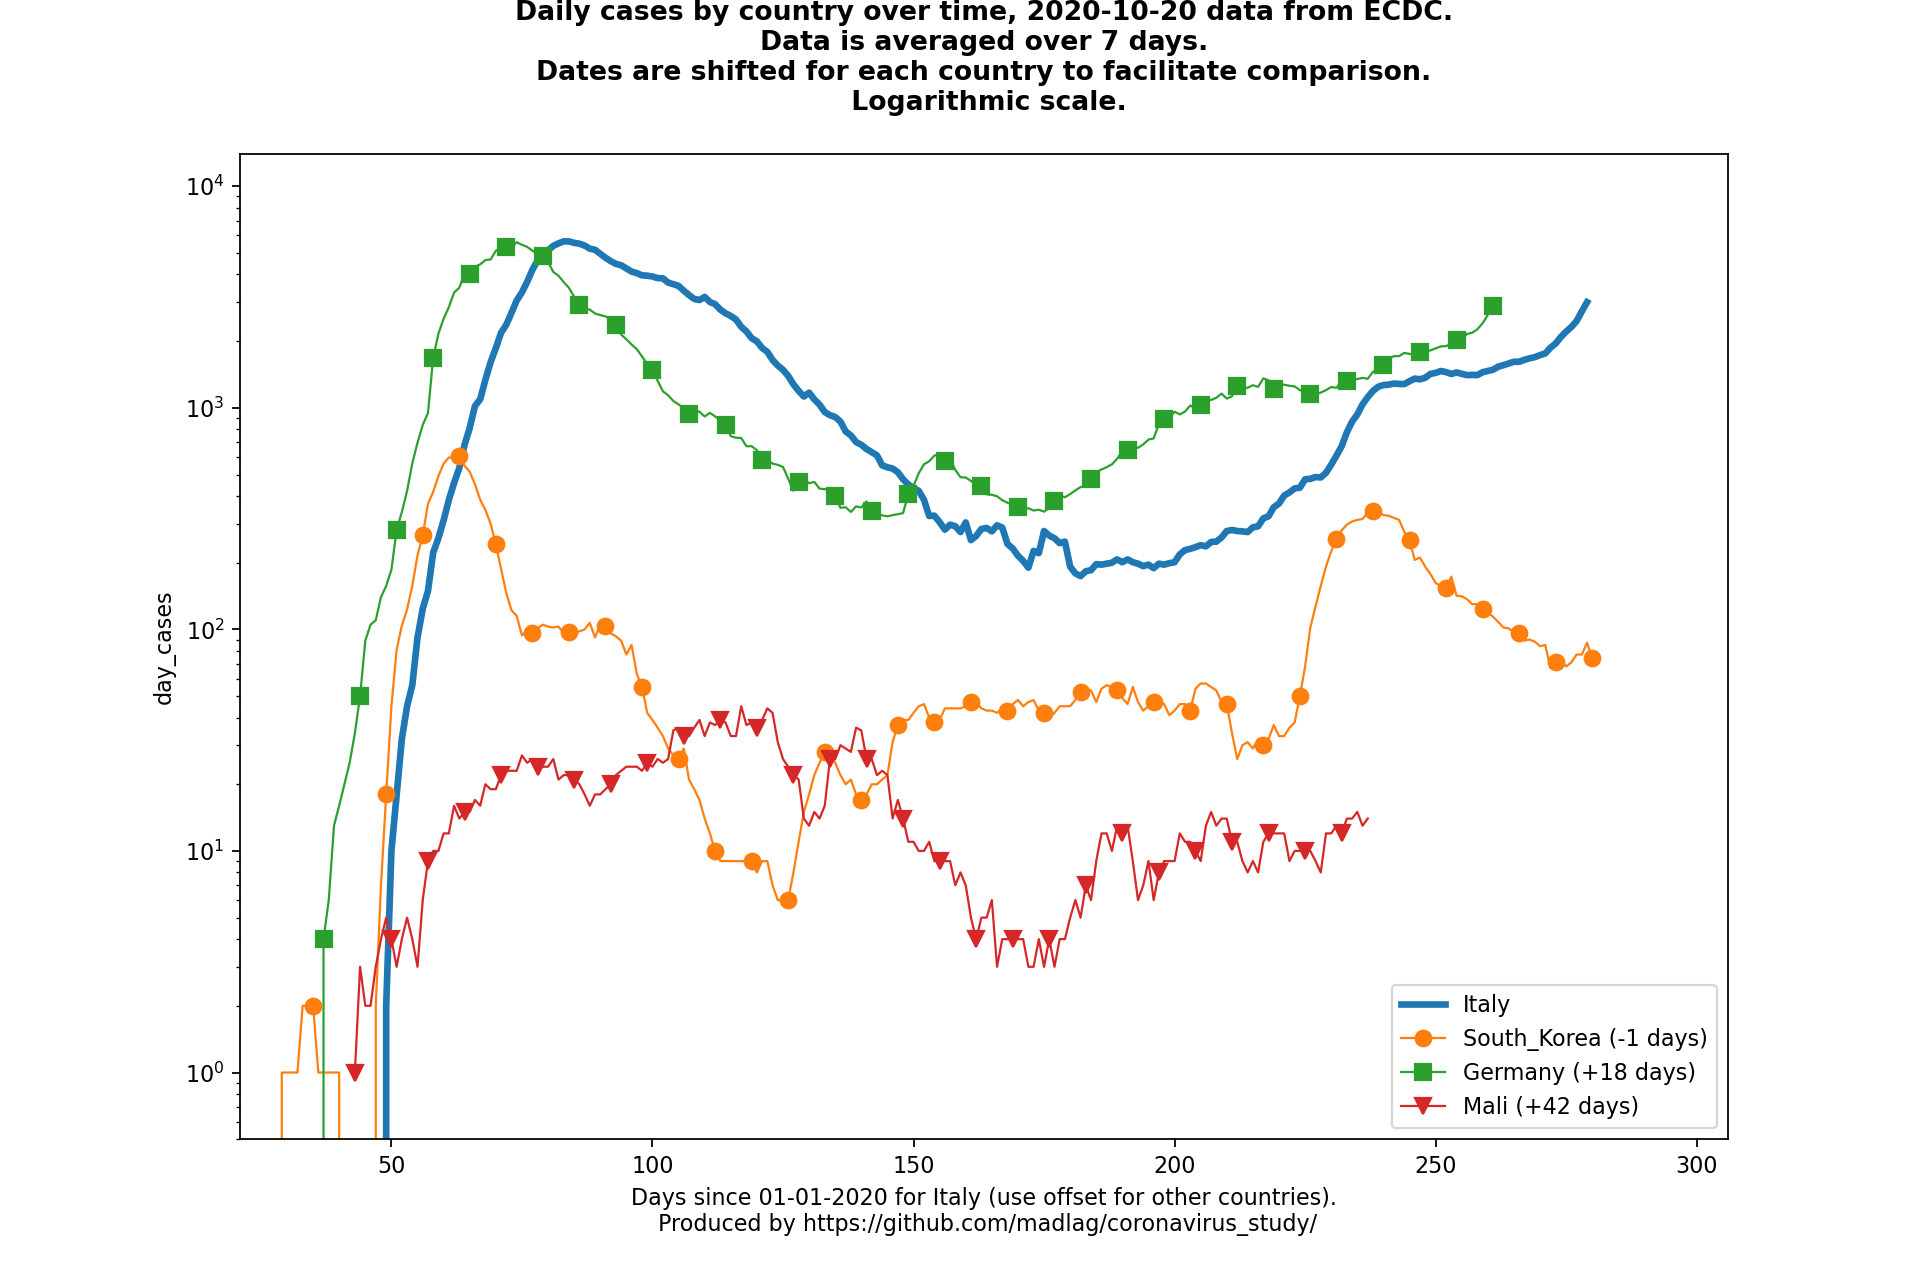 Daily cases by country over time, 2020-10-20 data from ECDC.
Data is averaged over 7 days.
Dates are shifted for each country to facilitate comparison.
Logarithmic scale.
10^4
10^3
10^2
10^1
10^0
day_cases
Italy
South_Korea (-1 days)
Germany (+18 days)
Mali (+42 days)
50 100 150 200 250 300
Days since 01-01-2020 for Italy (use offset for other countries).
Produced by https://github.com/madlag/coronavirus_study/